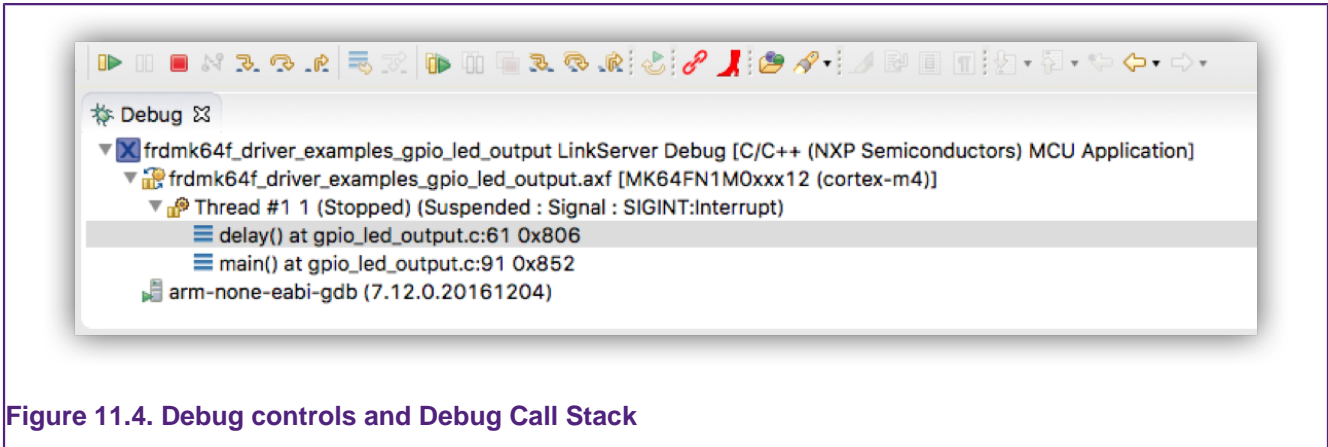 Debug
frdmk64f_driver_examples_gpio_led_output LinkServer Debug [C/C++ (NXP Semiconductors) MCU Application]
frdmk64f_driver_examples_gpio_led_output.axf [MK64FN1M0xxx12 (cortex-m4)]
Thread #1 1 (Stopped) (Suspended : Signal : SIGINT:Interrupt)
delay() at gpio_led_output.c:61 0x806
main() at gpio_led_output.c:91 0x852
arm-none-eabi-gdb (7.12.0.20161204)
Figure 11.4. Debug controls and Debug Call Stack